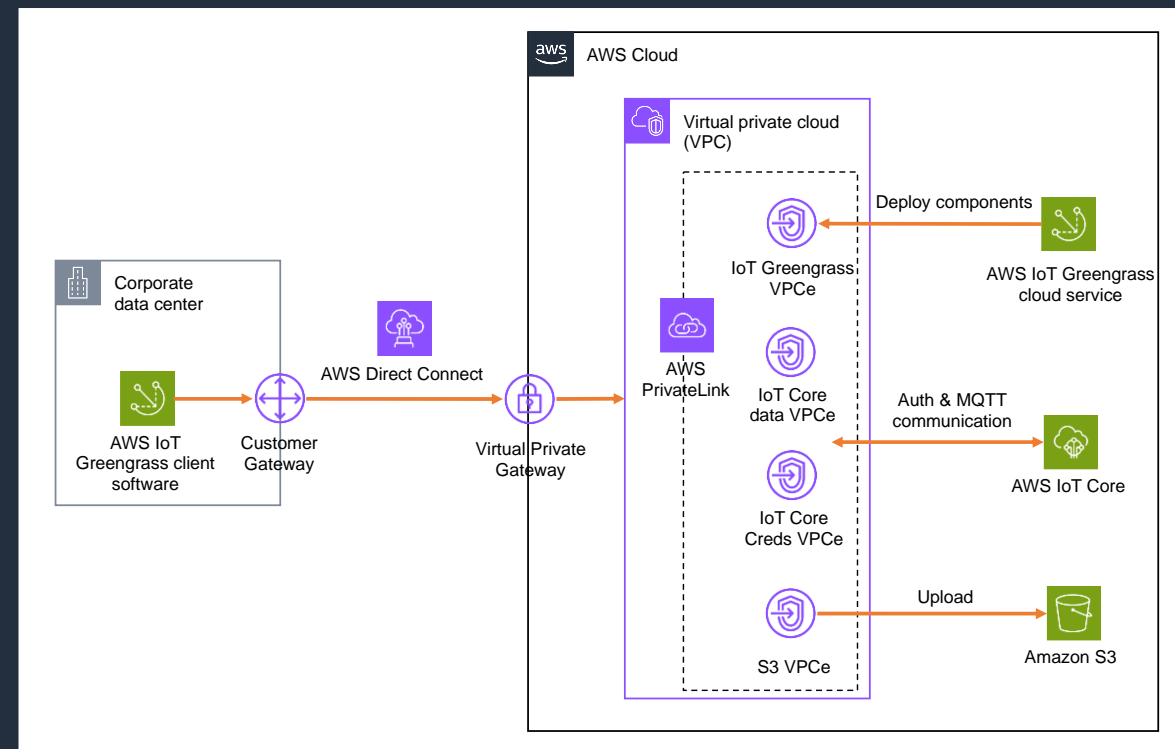 aws
AWS Cloud
Virtual private cloud
(VPC)
Deploy components
IoT Greengrass
VPCe
AWS IoT Greengrass
cloud service
Corporate
data center
AWS Direct Connect
AWS
PrivateLink
IoT Core
data VPCe
Auth & MQTT
communication
AWS IoT
Greengrass client
software
Customer
Gateway
Virtual Private
Gateway
AWS IoT Core
IoT Core
Creds VPCe
Upload
S3 VPCe
Amazon S3